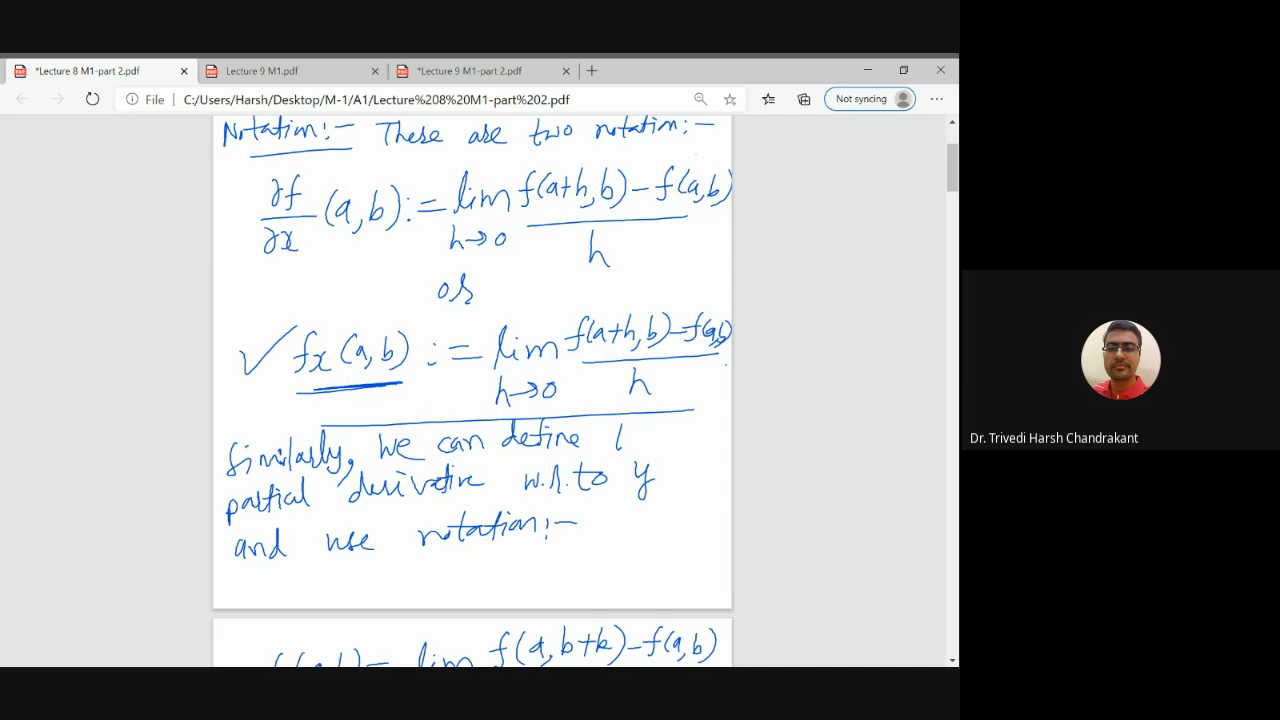 *Lecture 8 M1-part 2.pdf
Lecture 9 M1.pdf
*Lecture 9 M1-part 2.pdf
File | C:/Users/Harsh/Desktop/M-1/A1/Lecture%208%20M1-part%202.pdf
Not syncing
Notation:- These are two notation:-
∂f/∂x (a,b) := lim h→0 f(a+h, b) - f(a,b) / h
or
✓ fx(a,b) := lim h→0 f(a+h, b) - f(a,b) / h
Similarly, we can define
partial derivative w.r.to y
and use notation:-
lim f(a, b+k) - f(a,b)
Dr. Trivedi Harsh Chandrakant